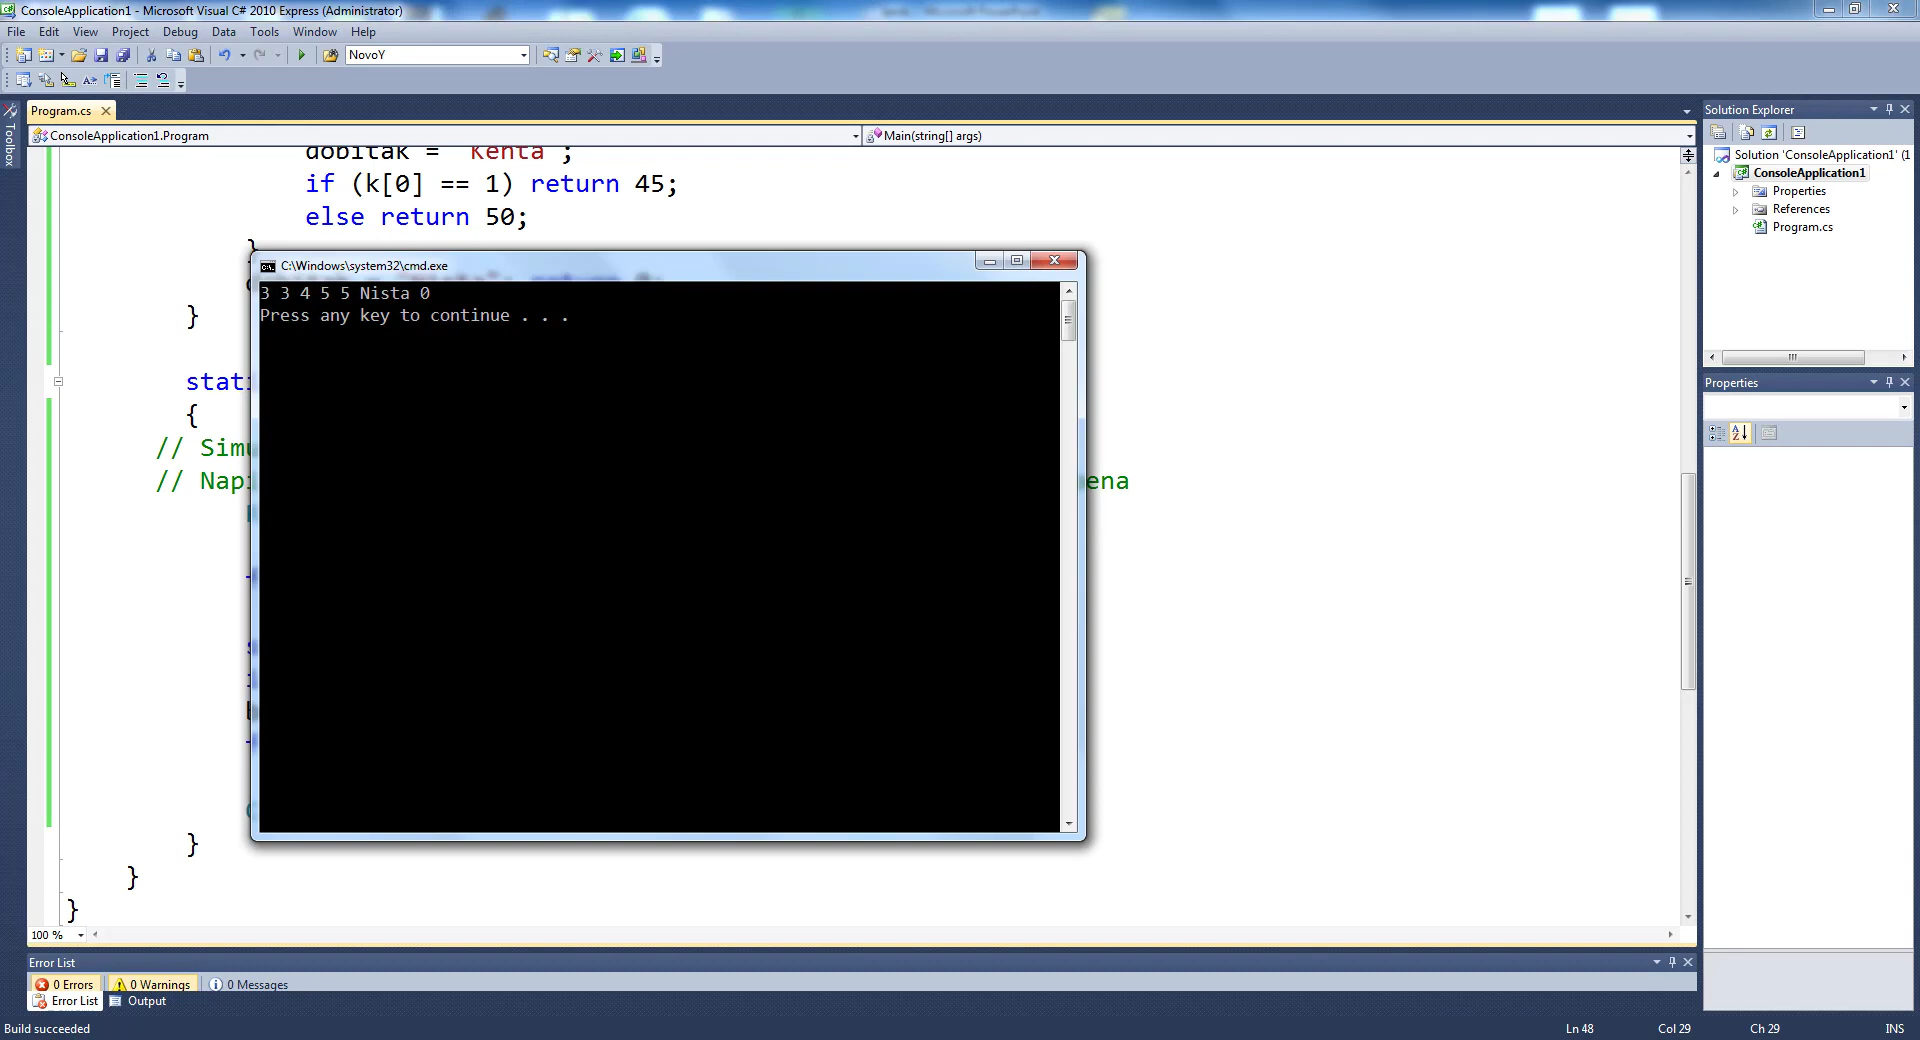 ConsoleApplication1 - Microsoft Visual C# 2010 Express (Administrator)
File Edit View Project Debug Data Tools Window Help
NovoY
Toolbox
Program.cs
ConsoleApplication1.Program
Main(string[] args)
dobitak = "Kenta";
if (k[0] == 1) return 45;
else return 50;
}
C:\Windows\system32\cmd.exe
3 3 4 5 5 Nista 0
Press any key to continue . . .
}
stati
{
// Simu
// Napi
ena
}
}
}
100 %
Solution Explorer
Solution 'ConsoleApplication1' (1
ConsoleApplication1
Properties
References
Program.cs
Properties
Error List
0 Errors
0 Warnings
0 Messages
Error List
Output
Build succeeded
Ln 48
Col 29
Ch 29
INS